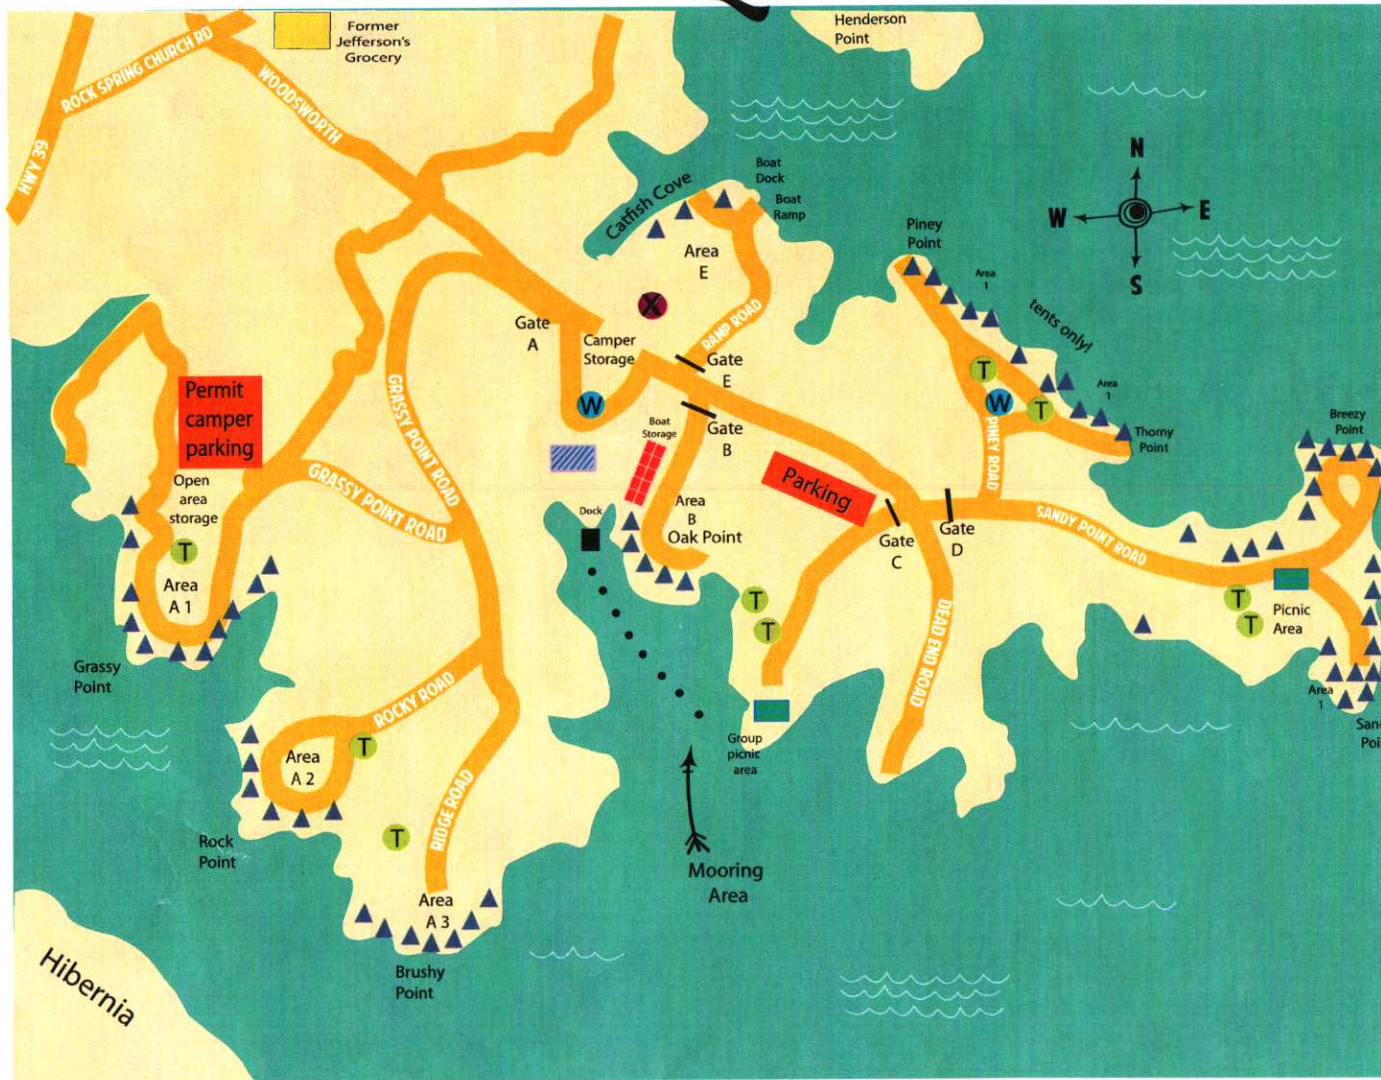 Henderson
Point
Former
Jefferson's
Grocery
ROCK SPRING CHURCH RD
WOODSWORTH
HWY 39
N
W
E
S
Boat
Dock
Boat
Ramp
Catfish Cove
Area
E
Piney
Point
Area
1
tents only!
X
RAMP ROAD
Gate
A
Camper
Storage
Gate
E
T
W
T
Area
1
Thorny
Point
Breezy
Point
Permit
camper
parking
W
GRASSY POINT ROAD
Boat
Storage
Gate
B
PINEY ROAD
Parking
Open
area
storage
GRASSY POINT ROAD
Area
B
Oak Point
Dock
Gate
C
Gate
D
SANDY POINT ROAD
T
Area
A 1
T
T
DEAD END ROAD
T
T
Picnic
Area
Grassy
Point
ROCKY ROAD
Area
1
San
Poi
T
Area
A 2
Group
picnic
area
RIDGE ROAD
T
Rock
Point
Mooring
Area
Area
A 3
Brushy
Point
Hibernia